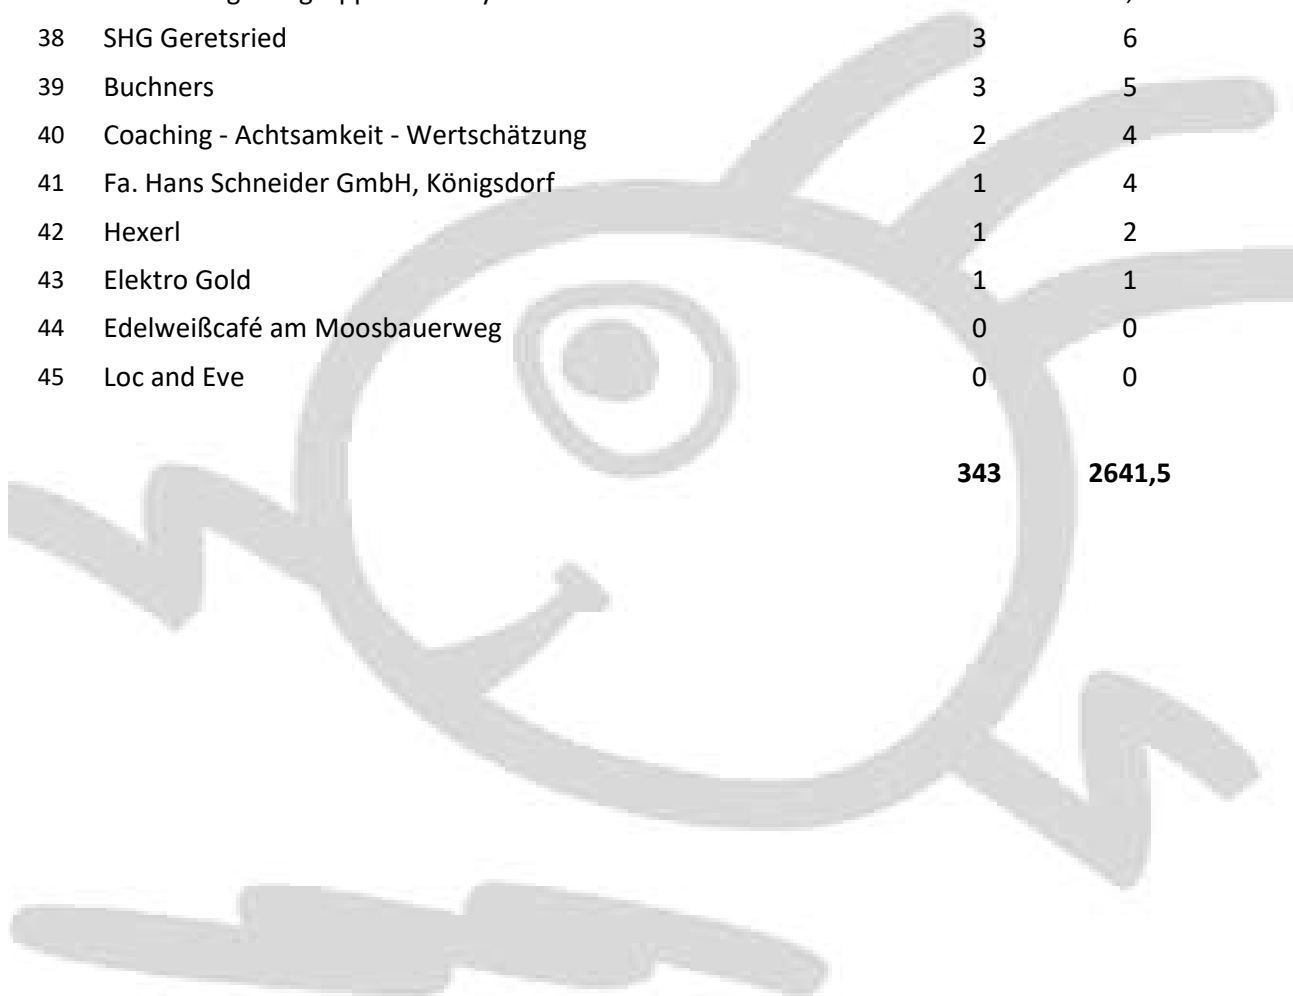 38 SHG Geretsried 3 6
39 Buchners 3 5
40 Coaching - Achtsamkeit - Wertschätzung 2 4
41 Fa. Hans Schneider GmbH, Königsdorf 1 4
42 Hexerl 1 2
43 Elektro Gold 1 1
44 Edelweißcafé am Moosbauerweg 0 0
45 Loc and Eve 0 0
343 2641,5